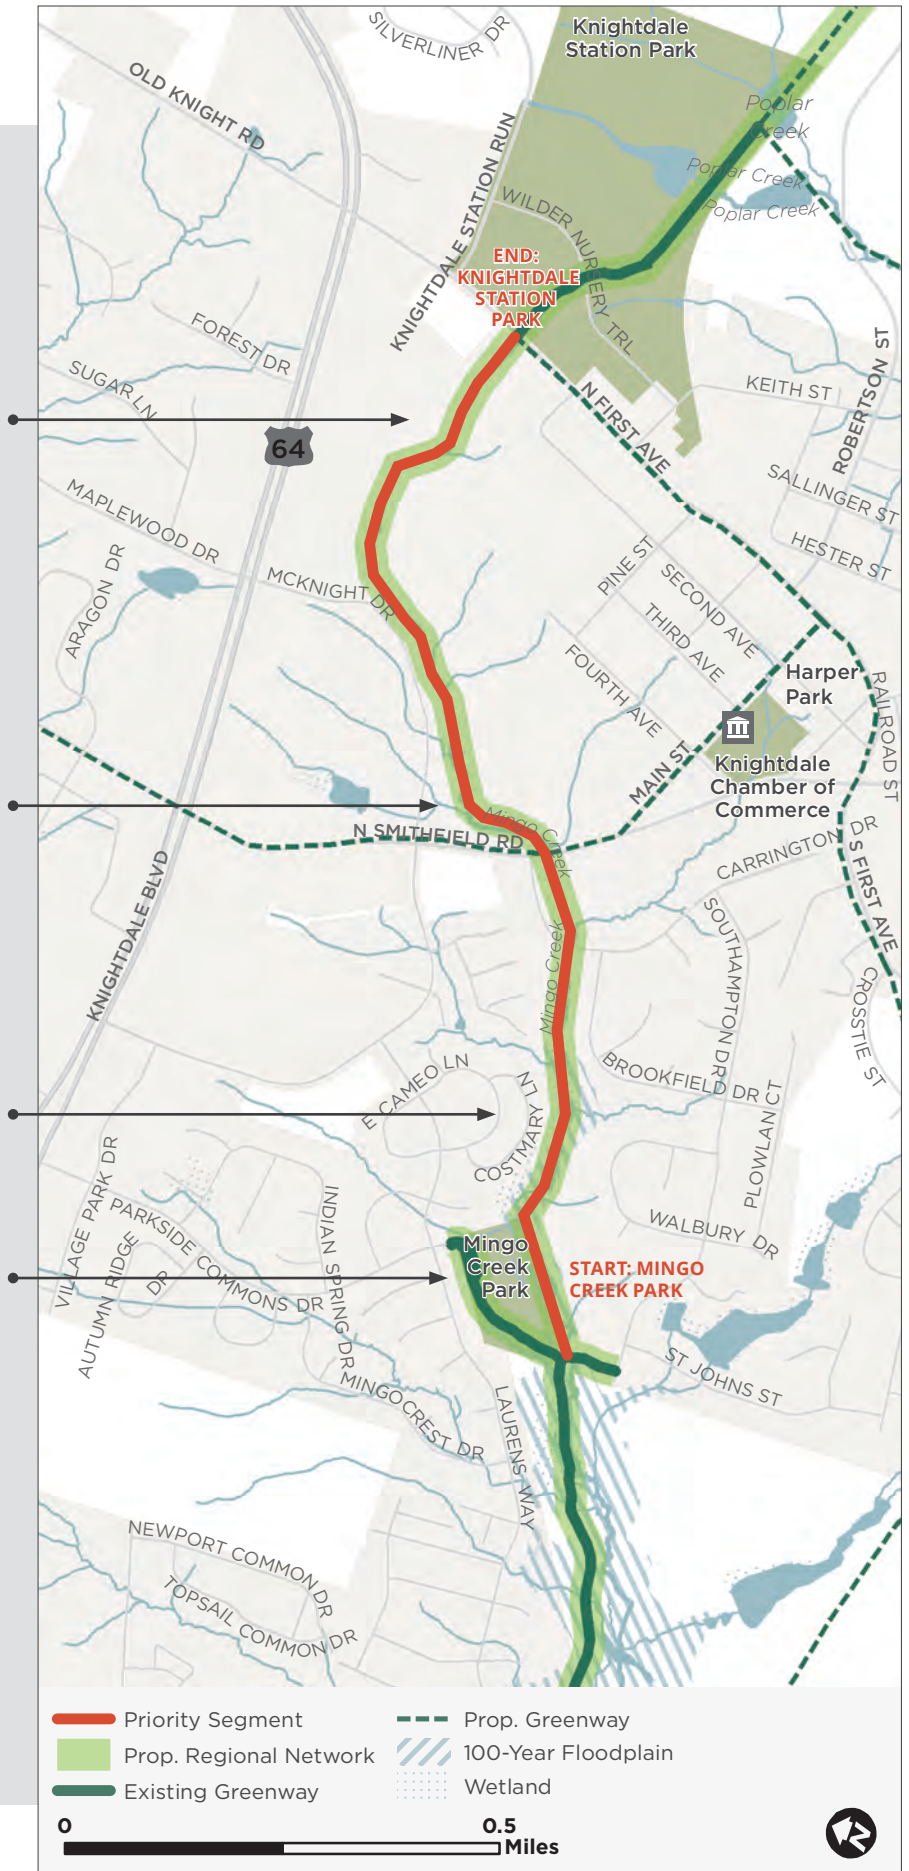 SILVERLINER DR
Knightdale
Station Park
OLD KNIGHT RD
Poplar
Creek
KNIGHTDALE STATION RUN
Poplar Creek
Poplar Creek
WILDER NURSERY TRL
END:
KNIGHTDALE
STATION
PARK
FOREST DR
SUGAR LN
KEITH ST
ROBERTSON ST
N FIRST AVE
64
SALLINGER ST
MAPLEWOOD DR
HESTER ST
PINE ST
SECOND AVE
MCKNIGHT DR
ARAGON DR
THIRD AVE
FOURTH AVE
Harper
Park
RAILROAD ST
MAIN ST
Knightdale
Chamber of
Commerce
Mingo Creek
N SMITHFIELD RD
CARRINGTON DR
S FIRST AVE
KNIGHTDALE BLVD
SOUTHAMPTON DR
Mingo Creek
CROSSTIE ST
E CAMEO LN
COSTMARY LN
BROOKFIELD DR
PLOWLAN CT
VILLAGE PARK DR
PARKSIDE COMMONS DR
INDIAN SPRING DR
WALBURY DR
AUTUMN RIDGE DR
Mingo
Creek
Park
START: MINGO
CREEK PARK
ST JOHNS ST
MINGOCREST DR
LAURENS WAY
NEWPORT COMMON DR
TOPSAIL COMMON DR
Priority Segment
Prop. Regional Network
Existing Greenway
Prop. Greenway
100-Year Floodplain
Wetland
0
0.5
Miles
N